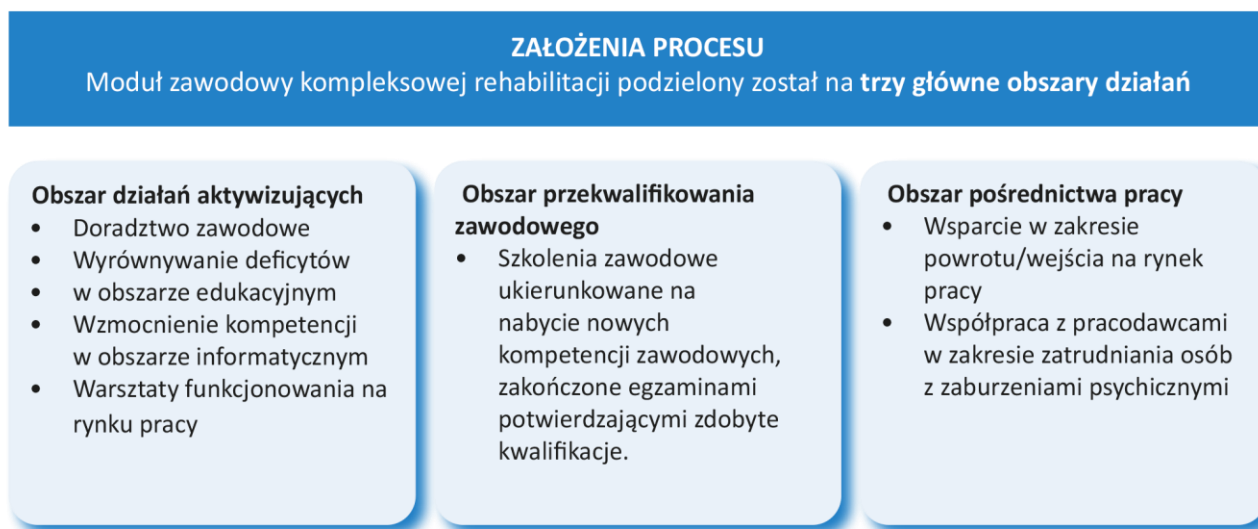 ZAŁOŻENIA PROCESU
Moduł zawodowy kompleksowej rehabilitacji podzielony został na trzy główne obszary działań
Obszar działań aktywizujących
• Doradztwo zawodowe
• Wyrównywanie deficytów
• w obszarze edukacyjnym
• Wzmocnienie kompetencji
w obszarze informatycznym
• Warsztaty funkcjonowania na
rynku pracy
Obszar przekwalifikowania
zawodowego
• Szkolenia zawodowe
ukierunkowane na
nabycie nowych
kompetencji zawodowych,
zakończone egzaminami
potwierdzającymi zdobyte
kwalifikacje.
Obszar pośrednictwa pracy
• Wsparcie w zakresie
powrotu/wejścia na rynek
pracy
• Współpraca z pracodawcami
w zakresie zatrudniania osób
z zaburzeniami psychicznymi